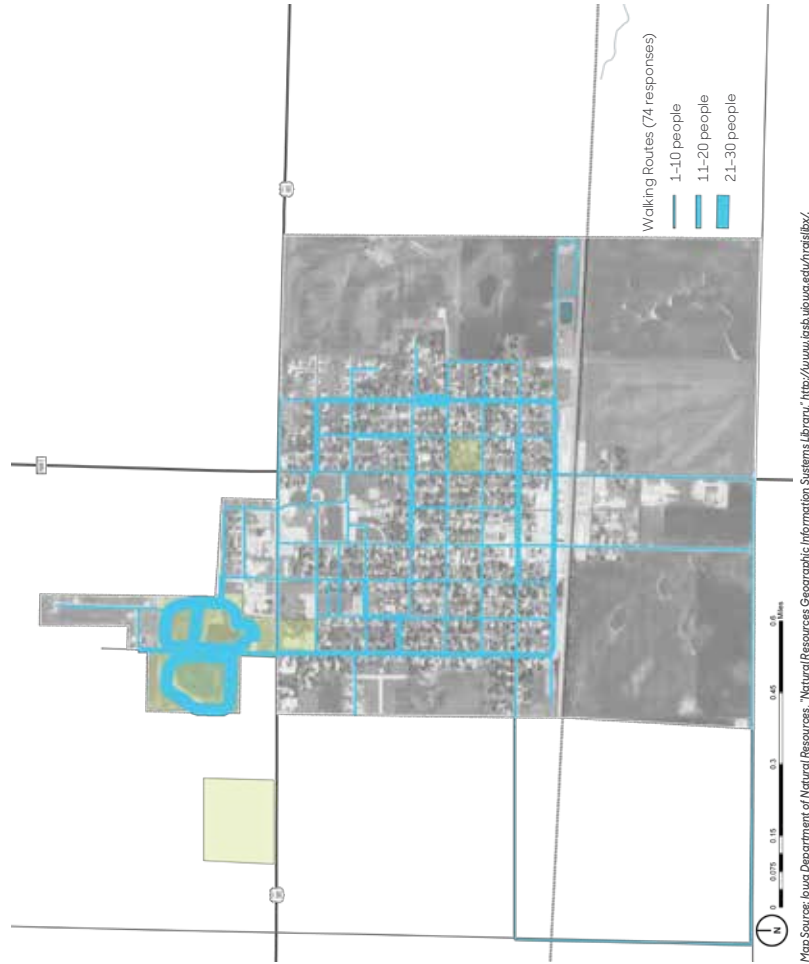 Walking Routes (74 responses)
1-10 people
11-20 people
21-30 people
N
0 0.075 0.15 0.3 0.45 0.6
Miles
Map Source: Iowa Department of Natural Resources. "Natural Resources Geographic Information Systems Library." http://www.igsb.uiowa.edu/nrgislibx/.